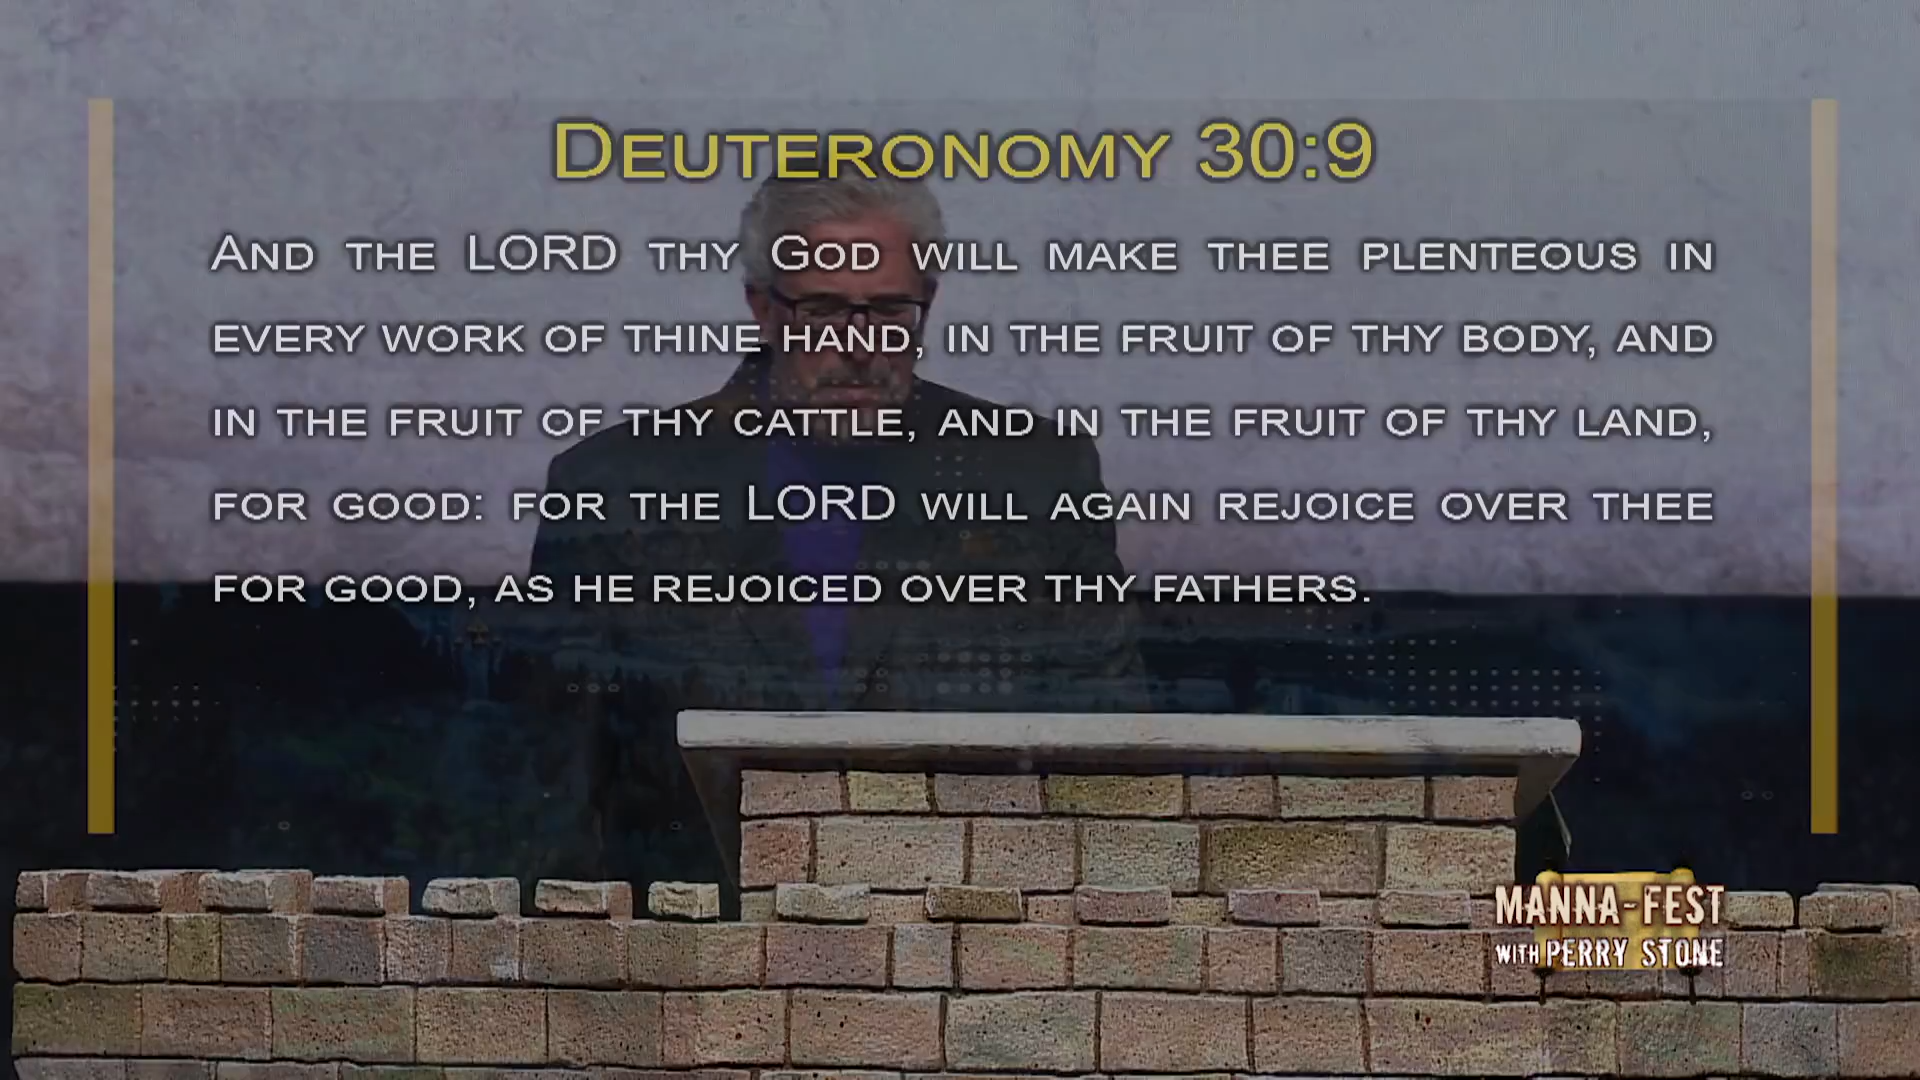 Deuteronomy 30:9
And the LORD thy God will make thee plenteous in
every work of thine hand, in the fruit of thy body, and
in the fruit of thy cattle, and in the fruit of thy land,
for good: for the LORD will again rejoice over thee
for good, as he rejoiced over thy fathers.
MANNA-FEST
WITH PERRY STONE